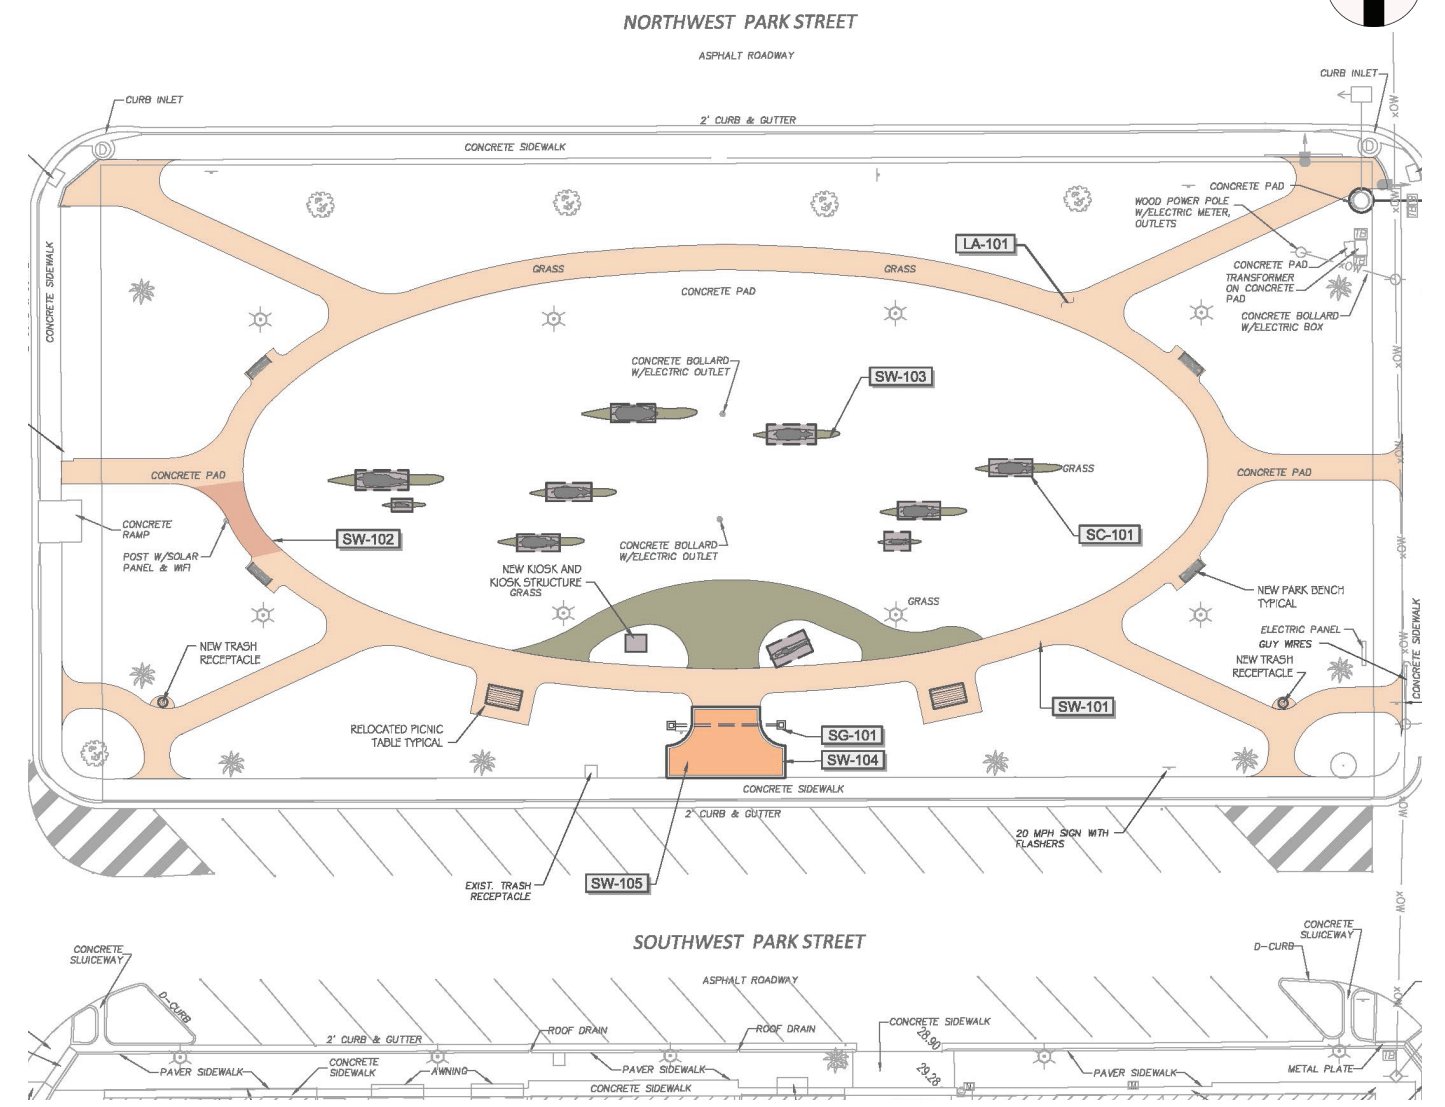 NORTHWEST PARK STREET
ASPHALT ROADWAY
CURB INLET
CURB INLET
2' CURB & GUTTER
CONCRETE SIDEWALK
D
D
CONCRETE PAD
WOOD POWER POLE
W/ELECTRIC METER,
OUTLETS
TB
TB
CONCRETE PAD
TRANSFORMER
ON CONCRETE
PAD
CONCRETE BOLLARD
W/ELECTRIC BOX
LA-101
GRASS
GRASS
CONCRETE PAD
CONCRETE SIDEWALK
CONCRETE BOLLARD
W/ELECTRIC OUTLET
SW-103
CONCRETE PAD
GRASS
CONCRETE PAD
CONCRETE
RAMP
POST W/SOLAR
PANEL & WIFI
SW-102
SC-101
CONCRETE BOLLARD
W/ELECTRIC OUTLET
NEW KIOSK AND
KIOSK STRUCTURE
GRASS
GRASS
NEW PARK BENCH
TYPICAL
ELECTRIC PANEL
GUY WIRES
NEW TRASH
RECEPTACLE
NEW TRASH
RECEPTACLE
CONCRETE SIDEWALK
RELOCATED PICNIC
TABLE TYPICAL
SW-101
SG-101
SW-104
CONCRETE SIDEWALK
2' CURB & GUTTER
20 MPH SIGN WITH
FLASHERS
EXIST. TRASH
RECEPTACLE
SW-105
SOUTHWEST PARK STREET
ASPHALT ROADWAY
CONCRETE
SLUICEWAY
D-CURB
CONCRETE
SLUICEWAY
D-CURB
2' CURB & GUTTER
ROOF DRAIN
ROOF DRAIN
CONCRETE SIDEWALK
28.90
29.28
PAVER SIDEWALK
CONCRETE
SIDEWALK
AWNING
PAVER SIDEWALK
CONCRETE SIDEWALK
PAVER SIDEWALK
METAL PLATE
TB